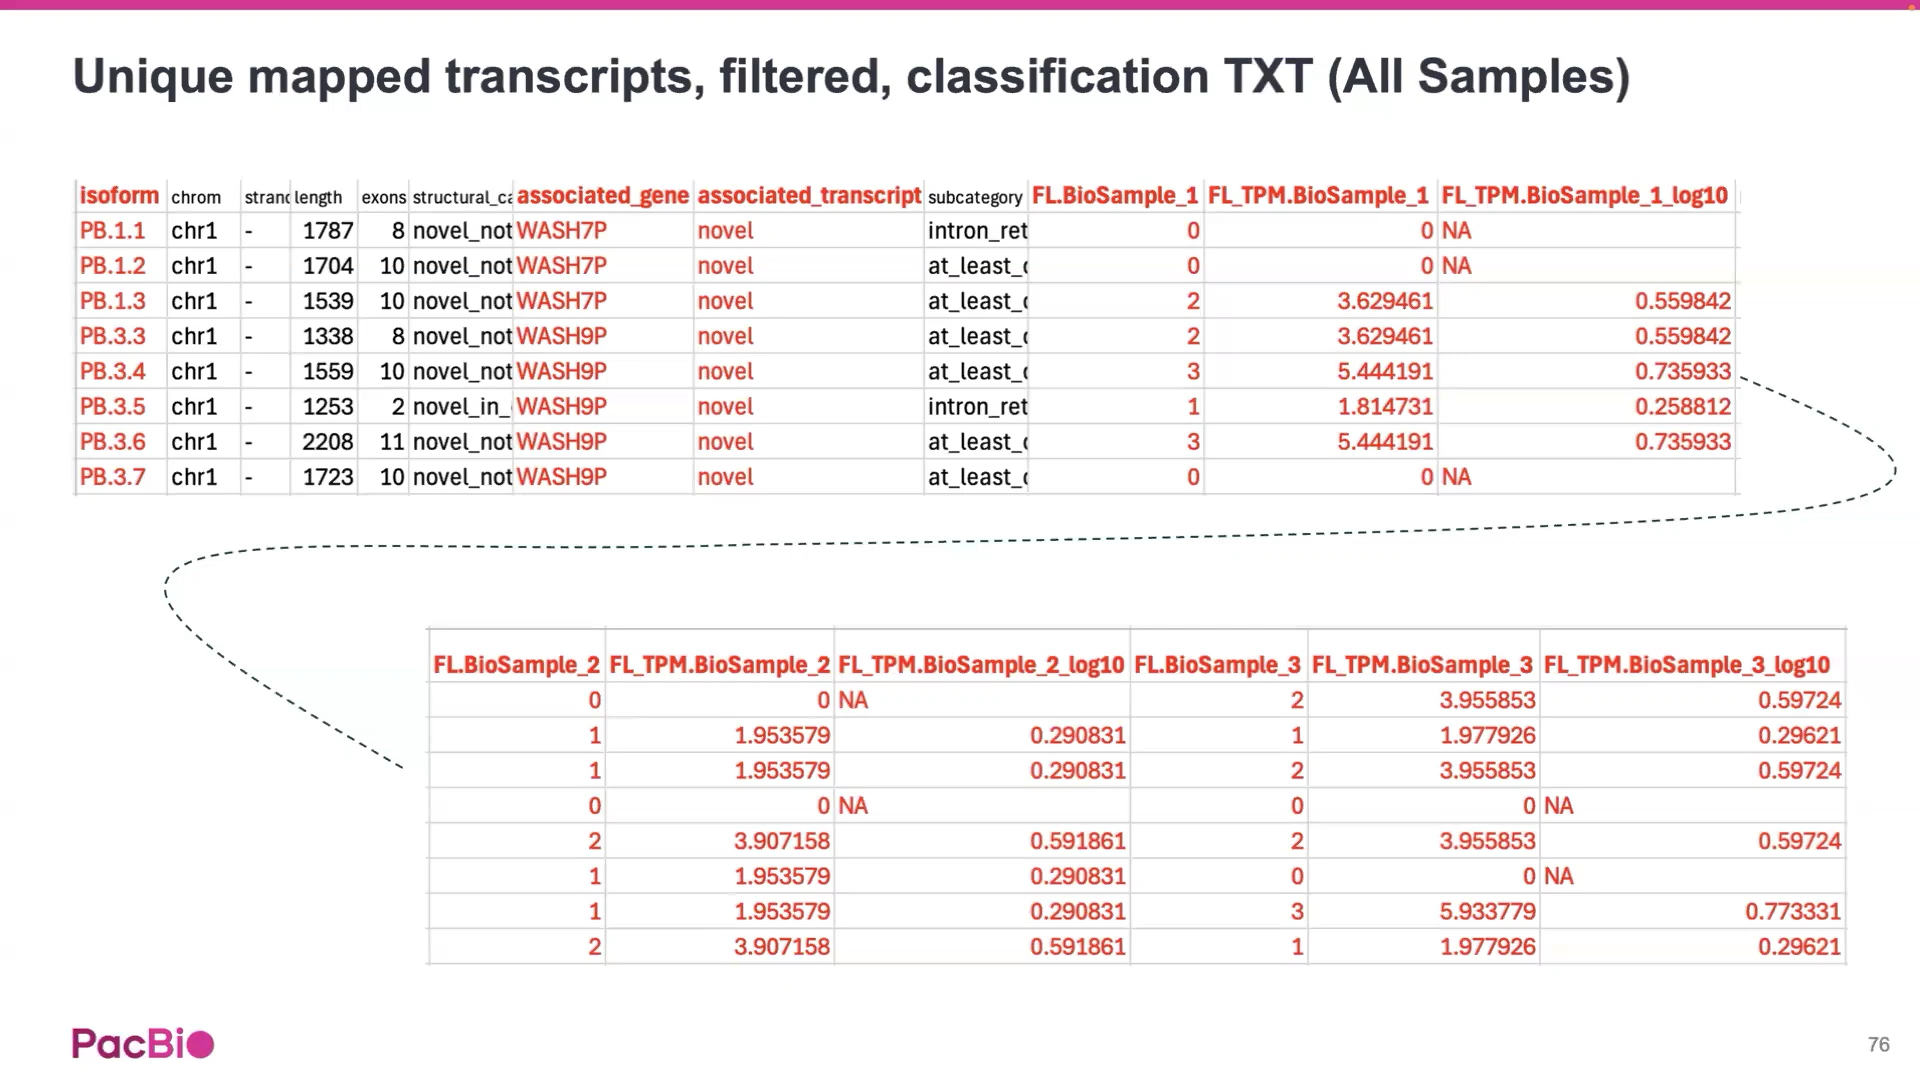 Unique mapped transcripts, filtered, classification TXT (All Samples)
isoform chrom strand length exons structural_ca associated_gene associated_transcript subcategory FL.BioSample_1 FL_TPM.BioSample_1 FL_TPM.BioSample_1_log10
PB.1.1 chr1 - 1787 8 novel_not WASH7P novel intron_ret 0 0 NA
PB.1.2 chr1 - 1704 10 novel_not WASH7P novel at_least_c 0 0 NA
PB.1.3 chr1 - 1539 10 novel_not WASH7P novel at_least_c 2 3.629461 0.559842
PB.3.3 chr1 - 1338 8 novel_not WASH9P novel at_least_c 2 3.629461 0.559842
PB.3.4 chr1 - 1559 10 novel_not WASH9P novel at_least_c 3 5.444191 0.735933
PB.3.5 chr1 - 1253 2 novel_in_ WASH9P novel intron_ret 1 1.814731 0.258812
PB.3.6 chr1 - 2208 11 novel_not WASH9P novel at_least_c 3 5.444191 0.735933
PB.3.7 chr1 - 1723 10 novel_not WASH9P novel at_least_c 0 0 NA
FL.BioSample_2 FL_TPM.BioSample_2 FL_TPM.BioSample_2_log10 FL.BioSample_3 FL_TPM.BioSample_3 FL_TPM.BioSample_3_log10
0 0 NA 2 3.955853 0.59724
1 1.953579 0.290831 1 1.977926 0.29621
1 1.953579 0.290831 2 3.955853 0.59724
0 0 NA 0 0 NA
2 3.907158 0.591861 2 3.955853 0.59724
1 1.953579 0.290831 0 0 NA
1 1.953579 0.290831 3 5.933779 0.773331
2 3.907158 0.591861 1 1.977926 0.29621
PacBio
76